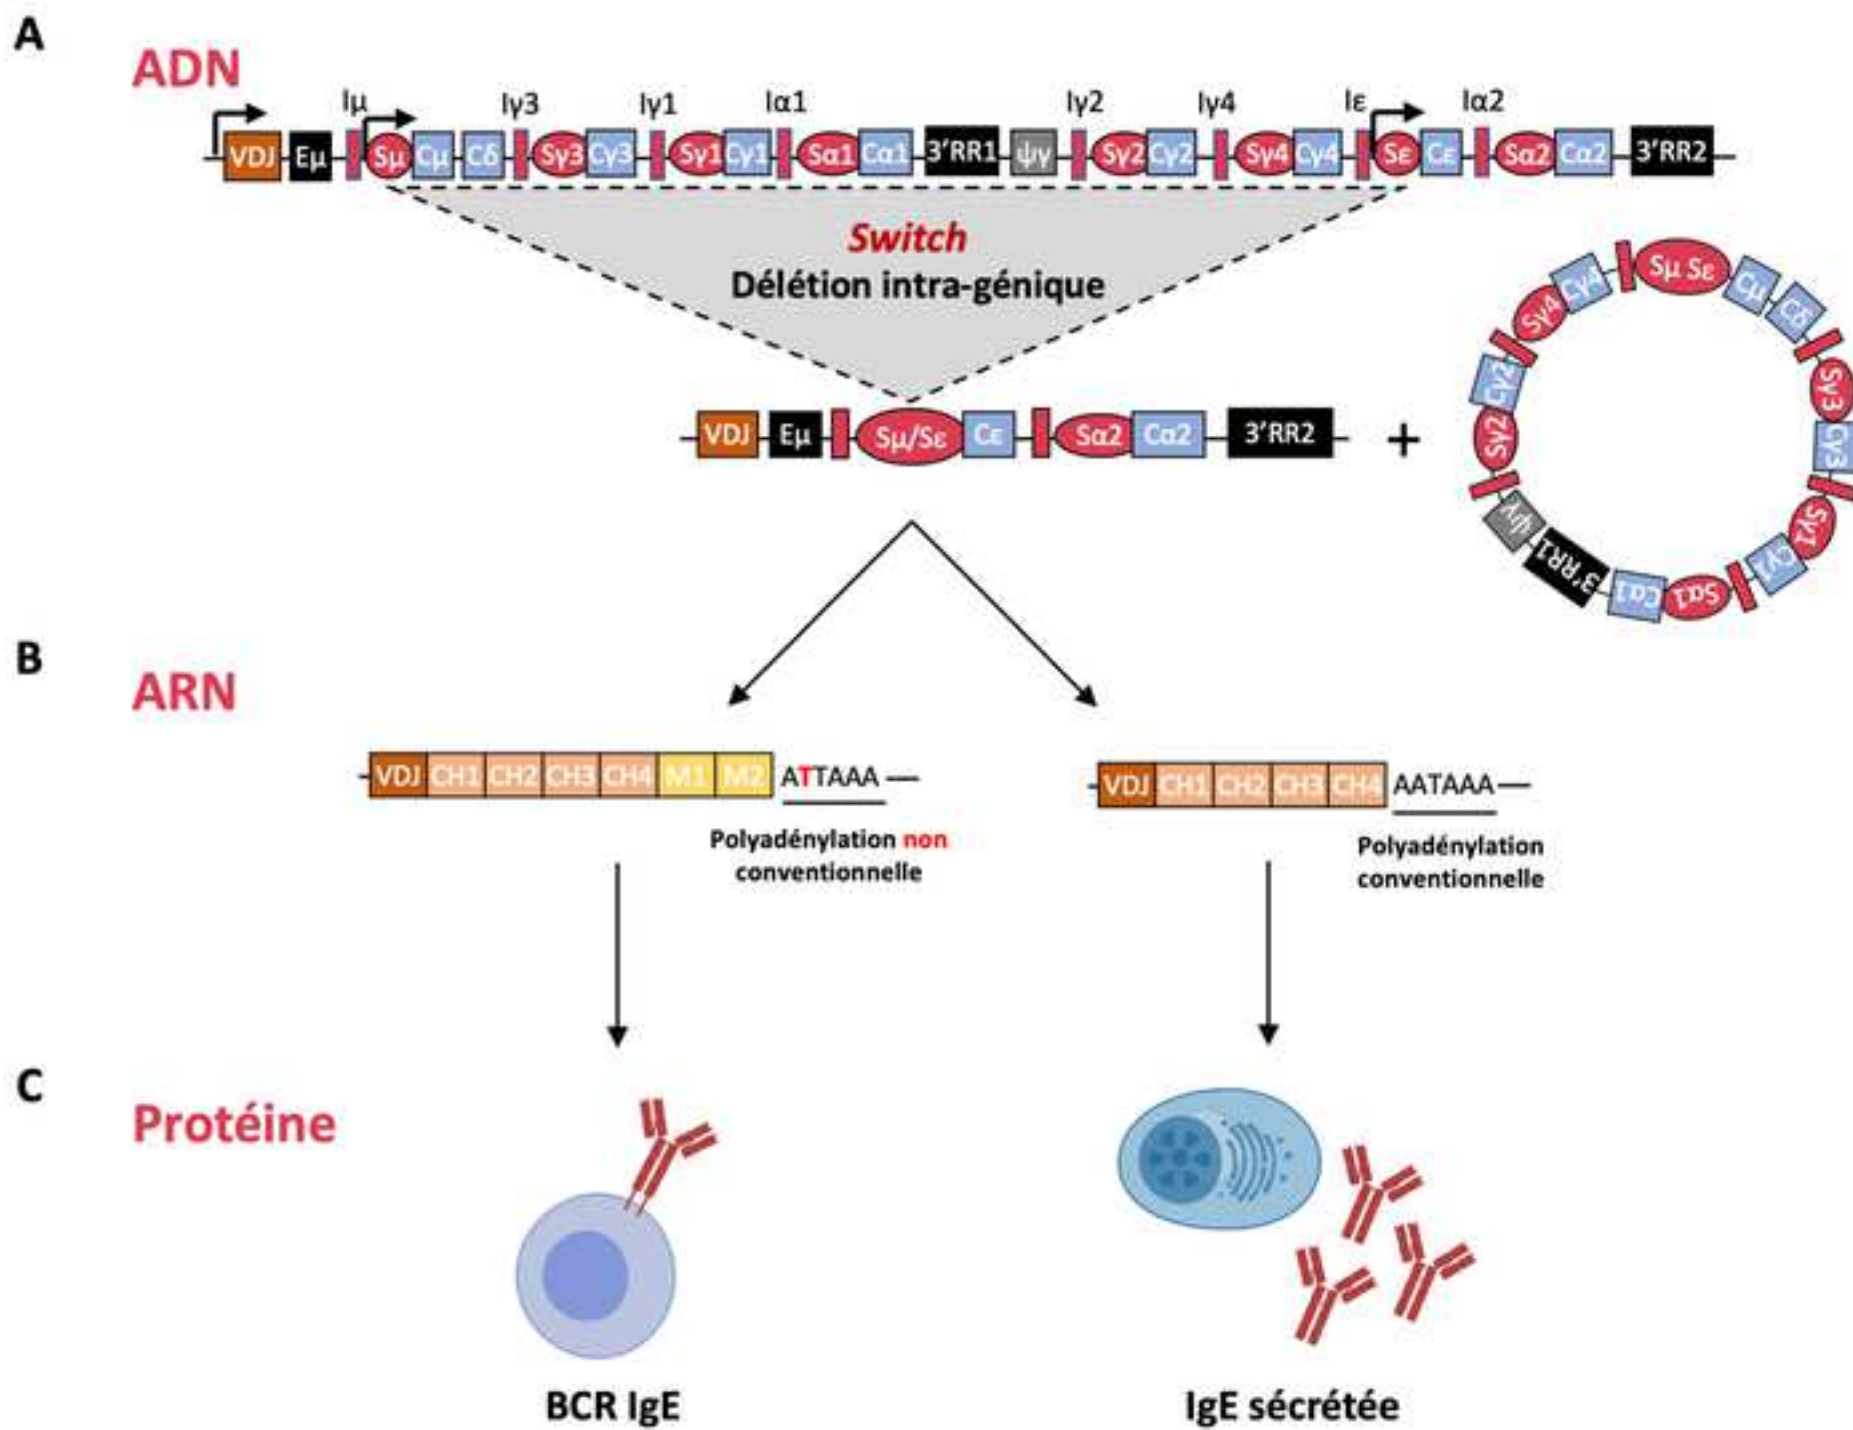 A
ADN
Iμ Iγ3 Iγ1 Iα1 Iγ2 Iγ4 Iε Iα2
VDJ Eμ Sμ Cμ Cδ Sγ3 Cγ3 Sγ1 Cγ1 Sα1 Cα1 3'RR1 ψγ Sγ2 Cγ2 Sγ4 Cγ4 Sε Cε Sα2 Cα2 3'RR2
Switch
Délétion intra-génique
VDJ Eμ Sμ/Sε Cε Sα2 Cα2 3'RR2 +
Sμ Sε
Cμ
Cδ
Sγ3
Cγ3
Sγ1
Cγ1
Sα1
Cα1
3'RR1
ψγ
Sγ2
Cγ2
Sγ4
Cγ4
B
ARN
VDJ CH1 CH2 CH3 CH4 M1 M2 ATTAAA
Polyadénylation non
conventionnelle
VDJ CH1 CH2 CH3 CH4 AATAAA
Polyadénylation
conventionnelle
C
Protéine
BCR IgE
IgE sécrétée